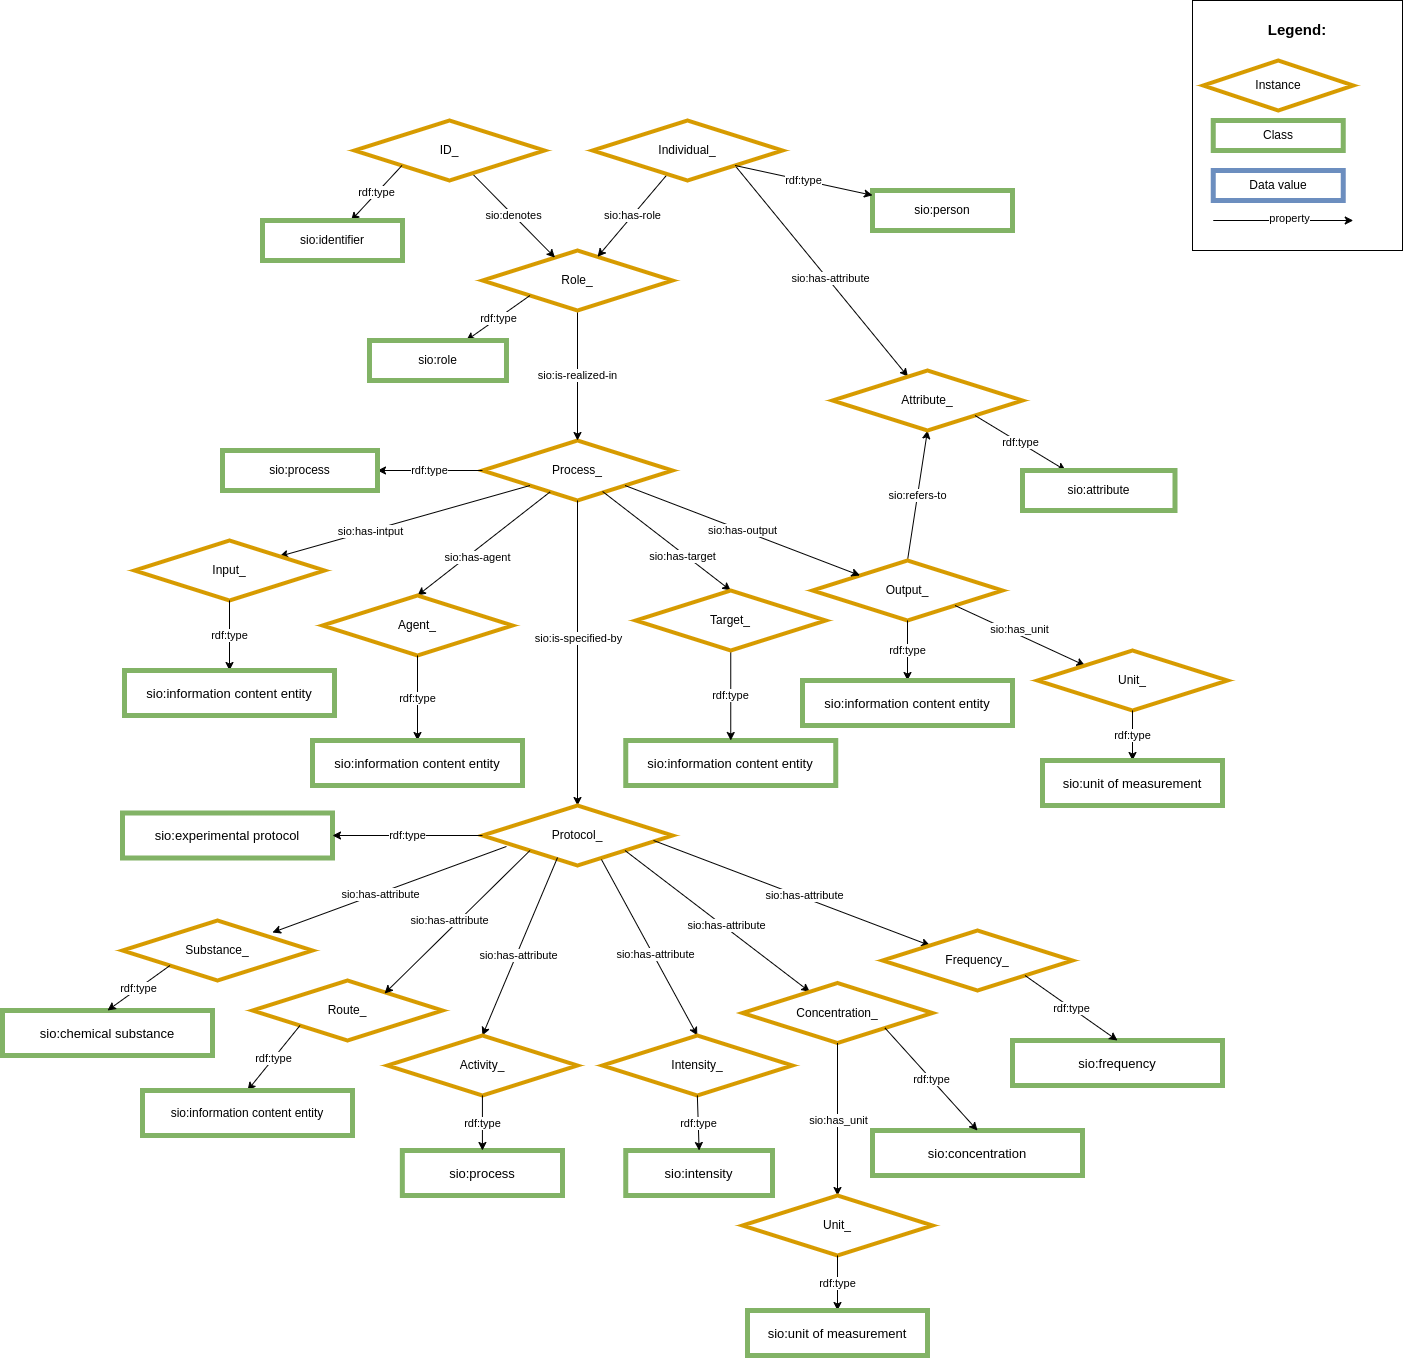 Legend:
Instance
Class
Data value
property
ID_
Individual_
rdf:type
rdf:type
sio:person
sio:identifier
sio:denotes
sio:has-role
Role_
sio:has-attribute
rdf:type
sio:role
sio:is-realized-in
Attribute_
rdf:type
sio:attribute
sio:process
rdf:type
Process_
sio:refers-to
sio:has-intput
sio:has-agent
sio:has-target
sio:has-output
Input_
Agent_
Target_
Output_
rdf:type
sio:is-specified-by
rdf:type
sio:has_unit
sio:information content entity
rdf:type
rdf:type
sio:information content entity
Unit_
sio:information content entity
sio:information content entity
rdf:type
sio:unit of measurement
sio:experimental protocol
rdf:type
Protocol_
sio:has-attribute
sio:has-attribute
sio:has-attribute
sio:has-attribute
sio:has-attribute
sio:has-attribute
Substance_
Frequency_
rdf:type
Route_
Concentration_
rdf:type
sio:chemical substance
rdf:type
Activity_
Intensity_
rdf:type
sio:frequency
sio:information content entity
rdf:type
rdf:type
sio:has_unit
sio:process
sio:intensity
sio:concentration
Unit_
rdf:type
sio:unit of measurement